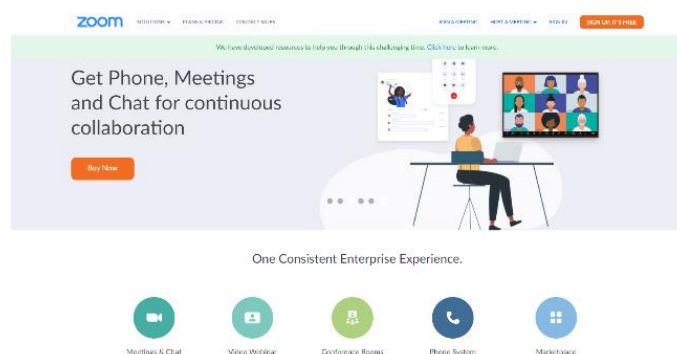 zoom
SOLUTIONS PLANS & PRICING CONTACT SALES JOIN A MEETING HOST A MEETING SIGN IN SIGN UP, IT'S FREE
We have developed resources to help you through this challenging time. Click here to learn more.
Get Phone, Meetings
and Chat for continuous
collaboration
Buy Now
One Consistent Enterprise Experience.
Meetings & Chat Video Webinar Conference Rooms Phone System Marketplace